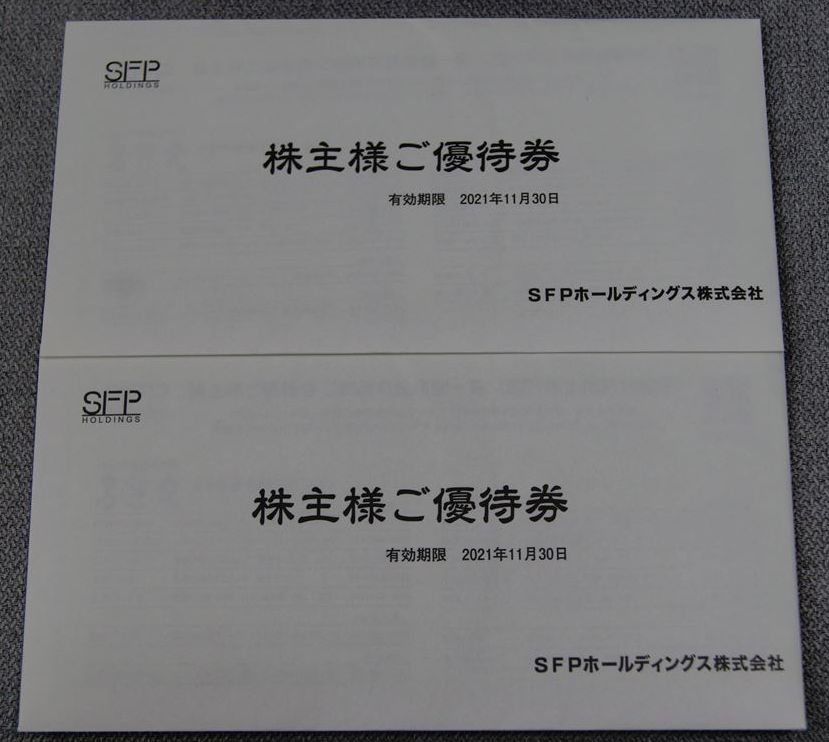 SFP
HOLDINGS
株主様ご優待券
有効期限　2021年11月30日
ＳＦＰホールディングス株式会社
SFP
HOLDINGS
株主様ご優待券
有効期限　2021年11月30日
ＳＦＰホールディングス株式会社